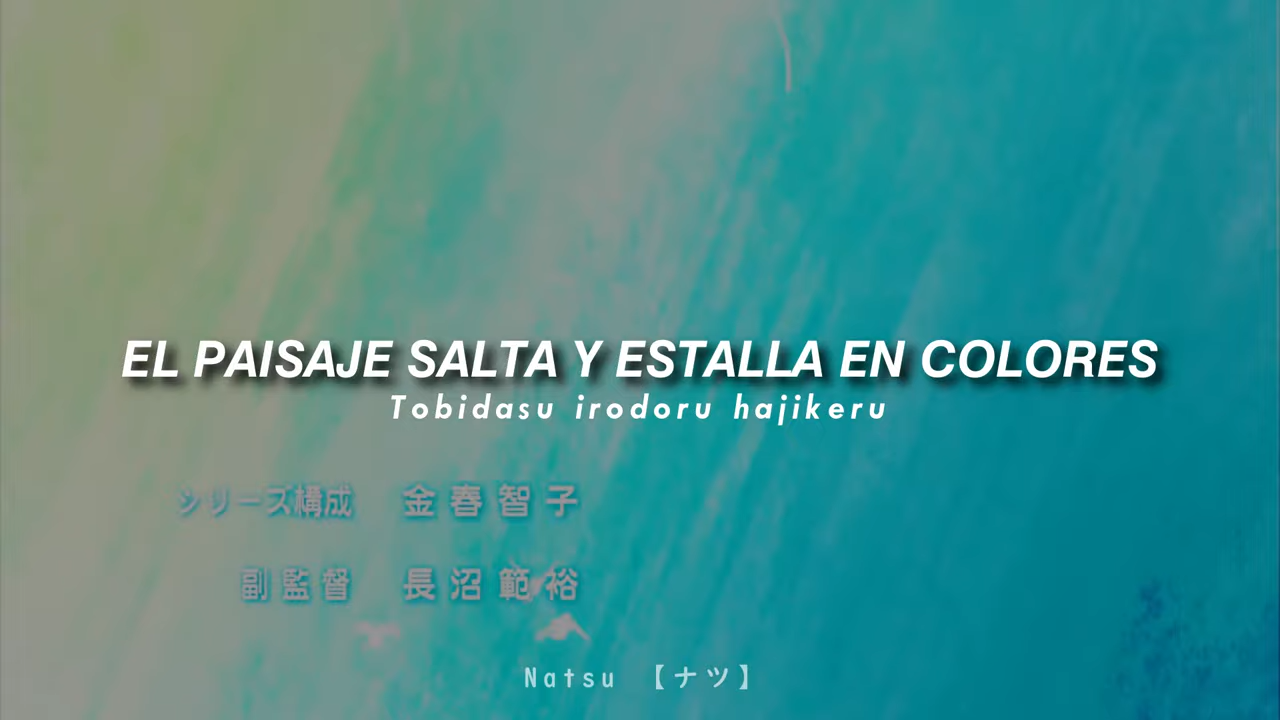 EL PAISAJE SALTA Y ESTALLA EN COLORES
Tobidasu irodoru hajikeru
シリーズ構成 金春智子
副監督 長沼範裕
Natsu 【ナツ】